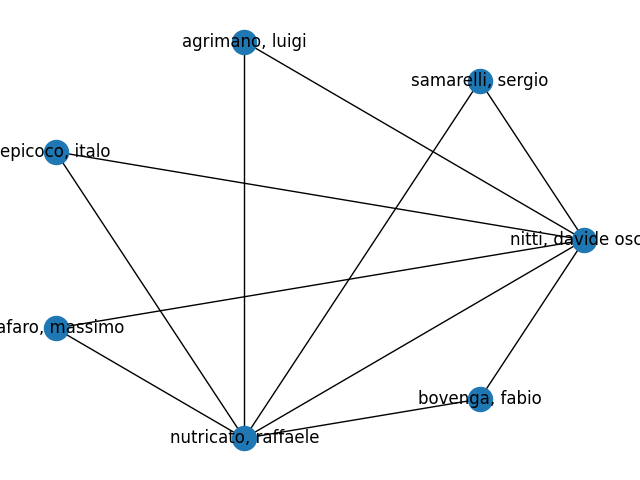 agrimano, luigi
samarelli, sergio
epicoco, italo
nitti, davide osc
afaro, massimo
bovenga, fabio
nutricato, raffaele